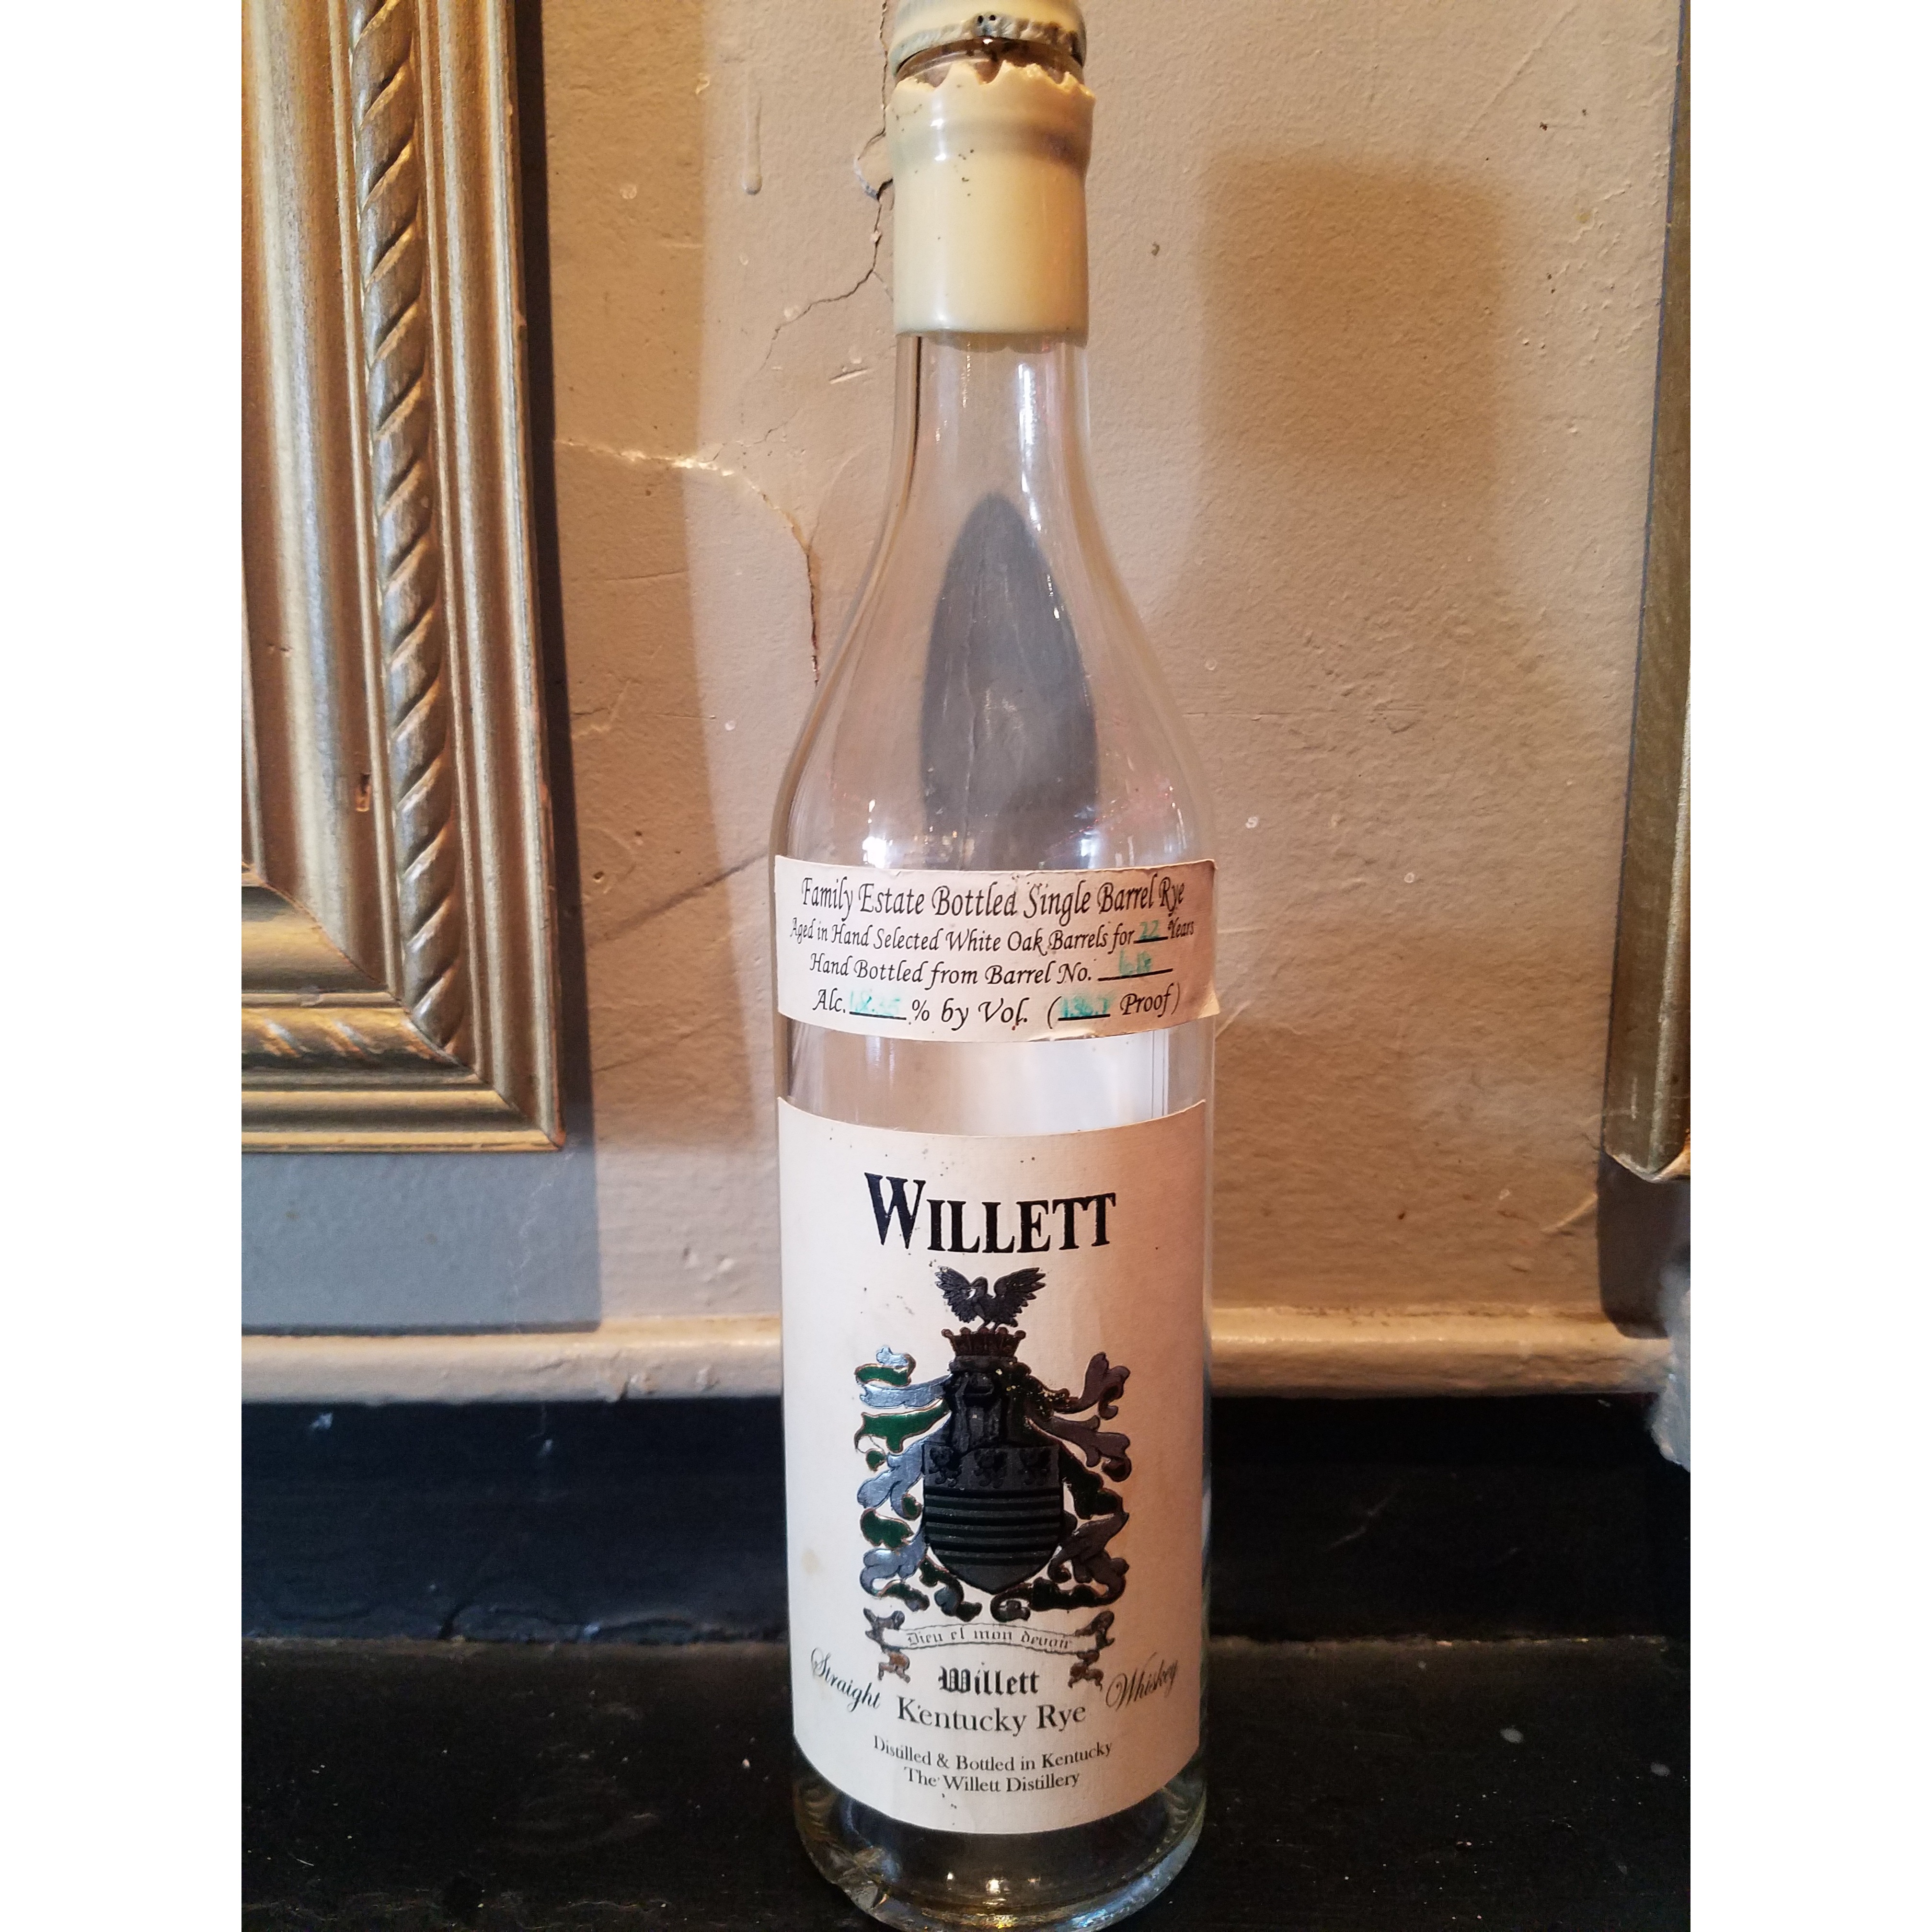 Family Estate Bottled Single Barrel Rye
Aged in Hand Selected White Oak Barrels for 22 Years
Hand Bottled from Barrel No.
Alc. % by Vol. ( Proof)
WILLETT
Dieu et mon devoir
Willett
Straight Kentucky Rye Whiskey
Distilled & Bottled in Kentucky
The Willett Distillery